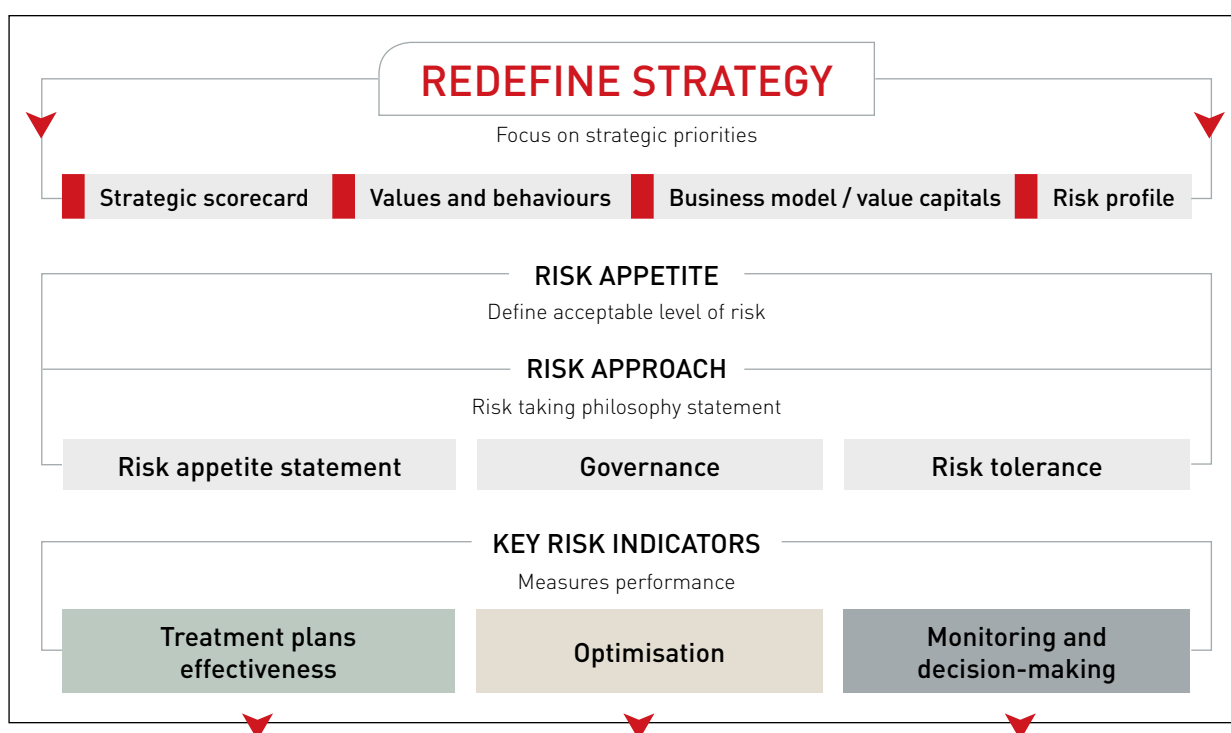 REDEFINE STRATEGY
Focus on strategic priorities
Strategic scorecard
Values and behaviours
Business model / value capitals
Risk profile
RISK APPETITE
Define acceptable level of risk
RISK APPROACH
Risk taking philosophy statement
Risk appetite statement
Governance
Risk tolerance
KEY RISK INDICATORS
Measures performance
Treatment plans
effectiveness
Optimisation
Monitoring and
decision-making